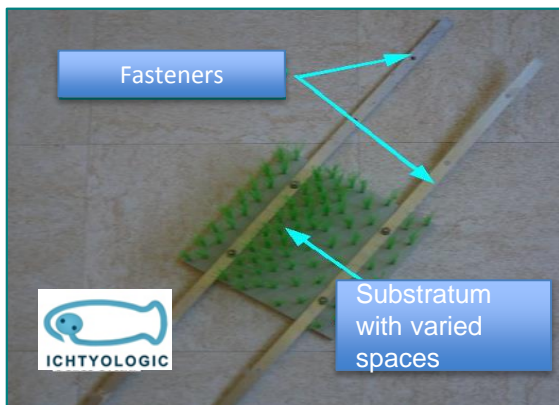 Fasteners
Substratum
with varied
spaces
ICHTYOLOGIC